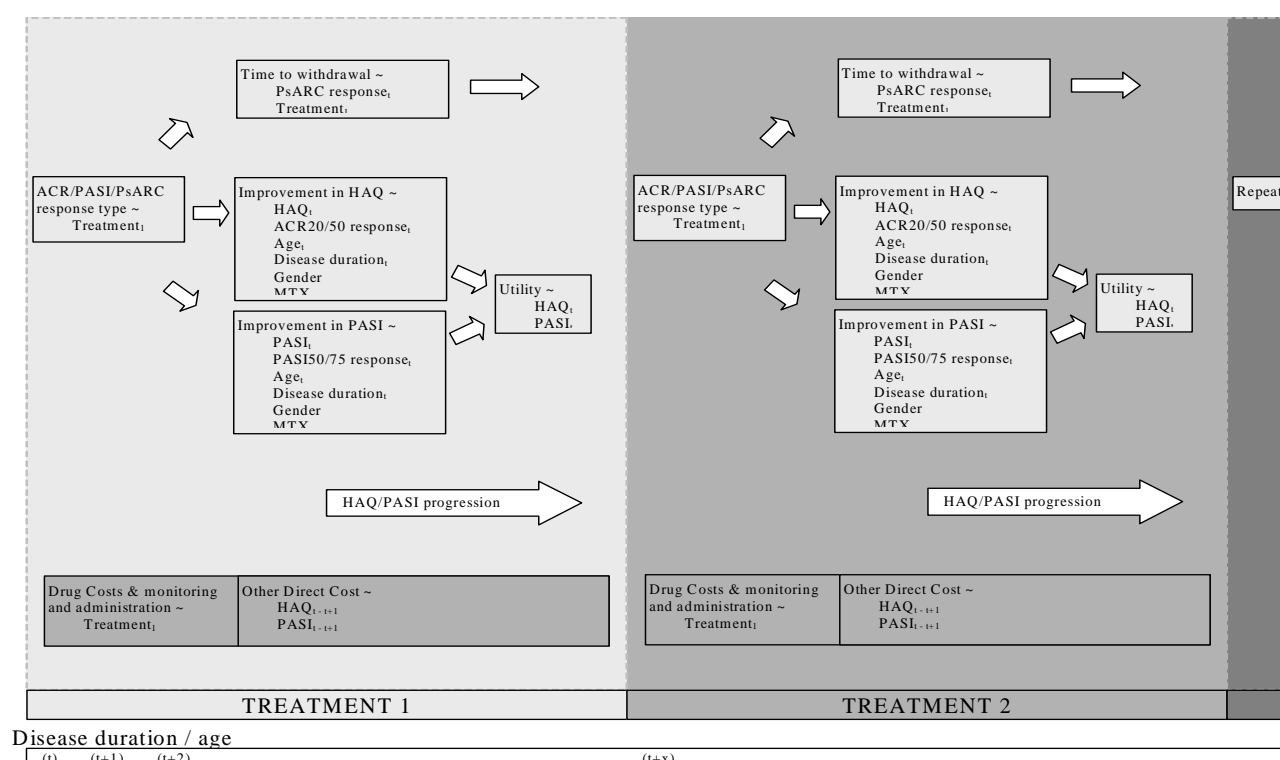 Time to withdrawal ~
PsARC responseₜ
Treatment₁
ACR/PASI/PsARC
response type ~
Treatment₁
Improvement in HAQ ~
HAQₜ
ACR20/50 responseₜ
Ageₜ
Disease durationₜ
Gender
MTX
Improvement in PASI ~
PASIₜ
PASI50/75 responseₜ
Ageₜ
Disease durationₜ
Gender
MTX
Utility ~
HAQₜ
PASIₜ
HAQ/PASI progression
Drug Costs & monitoring
and administration ~
Treatment₁
Other Direct Cost ~
HAQₜ ₋ ₜ₊₁
PASIₜ ₋ ₜ₊₁
TREATMENT 1
Time to withdrawal ~
PsARC responseₜ
Treatment₁
ACR/PASI/PsARC
response type ~
Treatment₁
Improvement in HAQ ~
HAQₜ
ACR20/50 responseₜ
Ageₜ
Disease durationₜ
Gender
MTX
Improvement in PASI ~
PASIₜ
PASI50/75 responseₜ
Ageₜ
Disease durationₜ
Gender
MTX
Utility ~
HAQₜ
PASIₜ
HAQ/PASI progression
Drug Costs & monitoring
and administration ~
Treatment₁
Other Direct Cost ~
HAQₜ ₋ ₜ₊₁
PASIₜ ₋ ₜ₊₁
TREATMENT 2
Repeat
Disease duration / age
(t) (t+1) (t+2) (t+x)